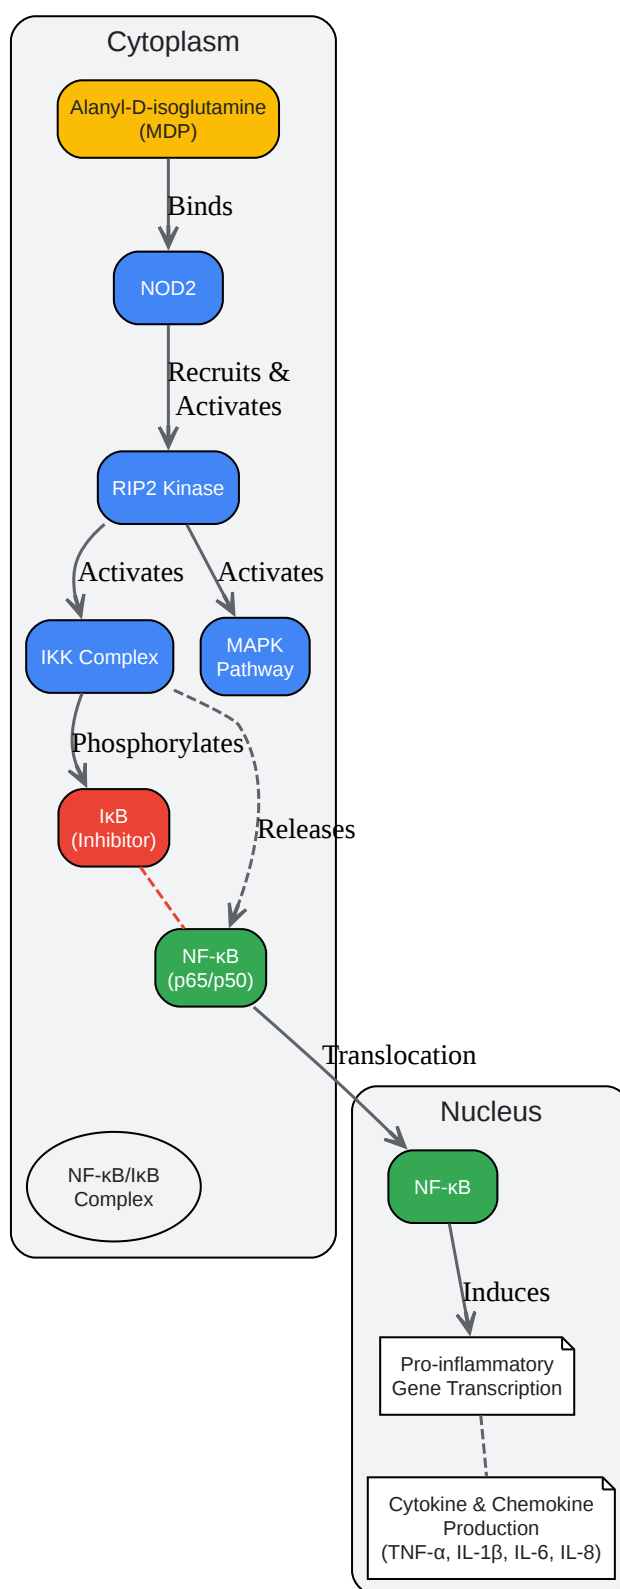 Cytoplasm
Alanyl-D-isoglutamine
(MDP)
Binds
NOD2
Recruits &
Activates
RIP2 Kinase
Activates
Activates
IKK Complex
MAPK
Pathway
Phosphorylates
IκB
(Inhibitor)
Releases
NF-κB
(p65/p50)
Translocation
Nucleus
NF-κB/IκB
Complex
NF-κB
Induces
Pro-inflammatory
Gene Transcription
Cytokine & Chemokine
Production
(TNF-α, IL-1β, IL-6, IL-8)